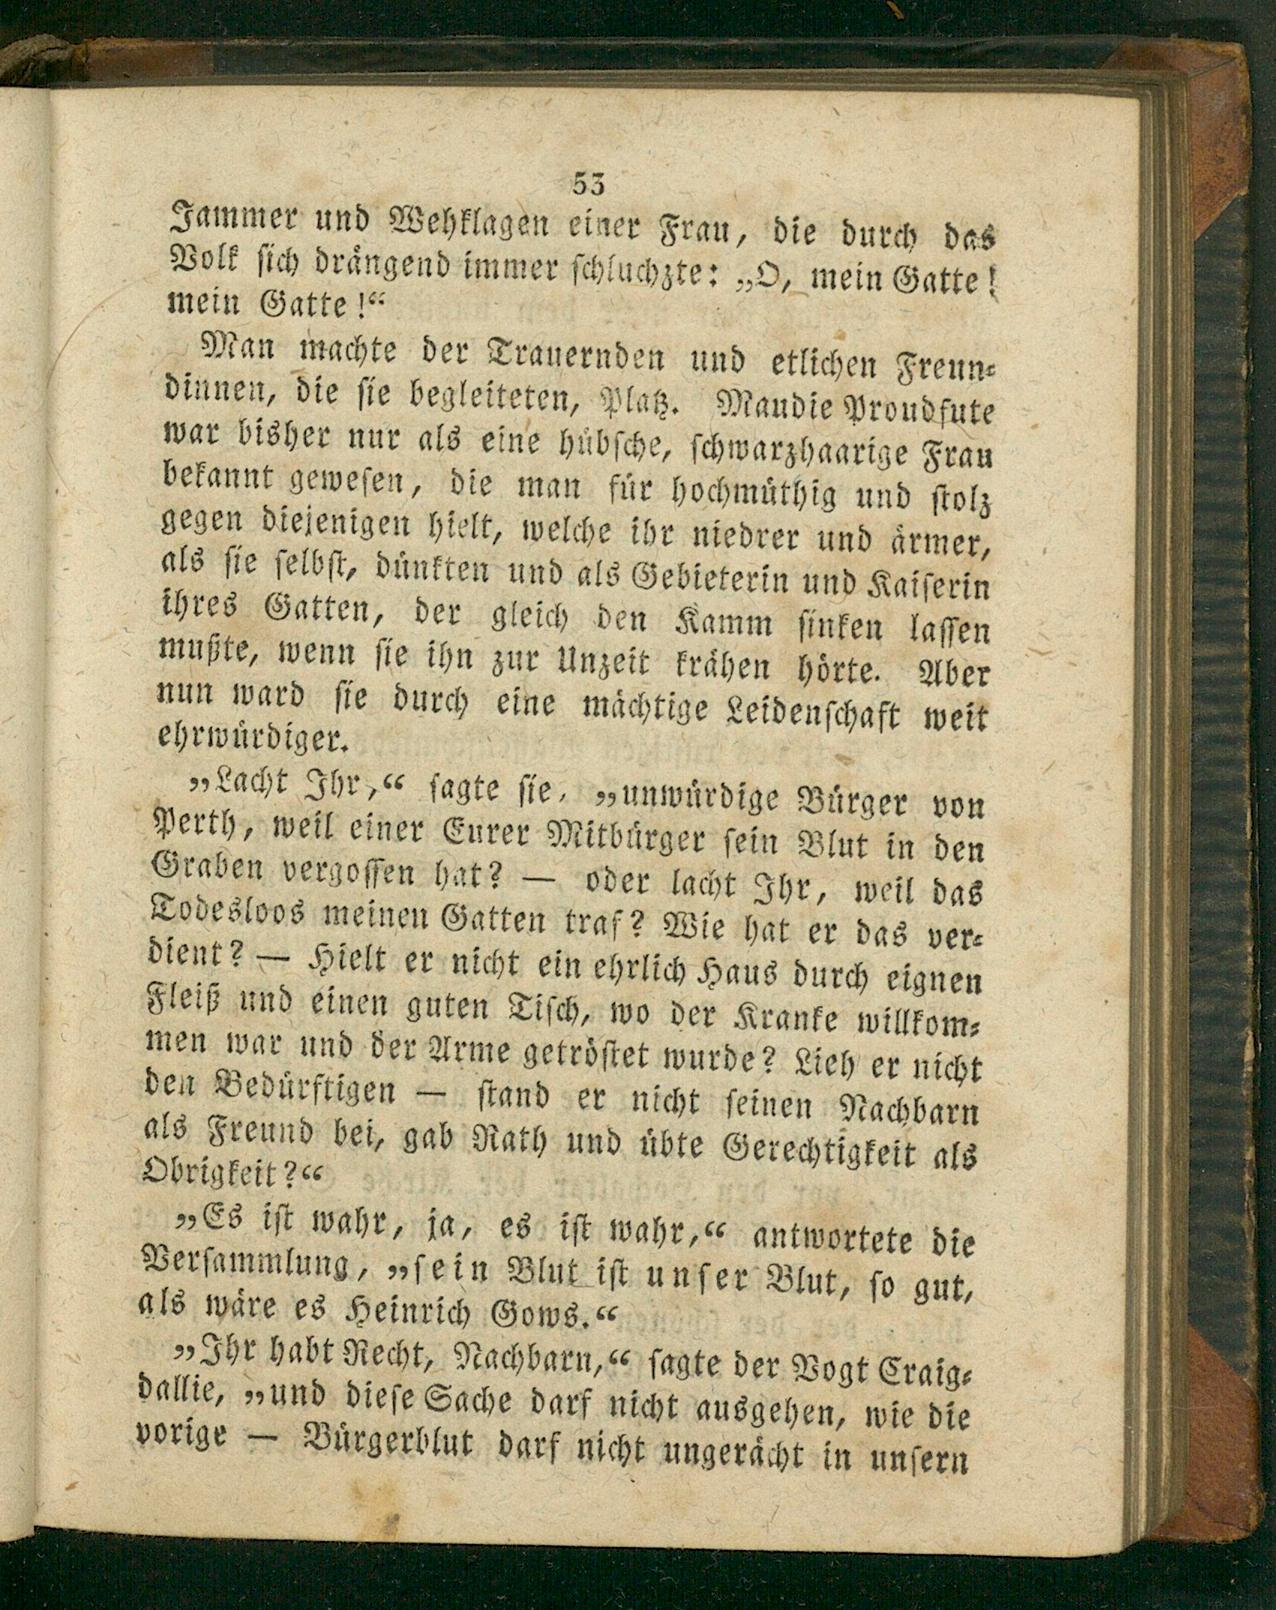 53
Jammer und Wehklagen einer Frau, die durch das
Volk sich drängend immer schluchzte: „O, mein Gatte!
mein Gatte!“
Man machte der Trauernden und etlichen Freun⸗
dinnen, die sie begleiteten, Platz. Maudie Proudfute
war bisher nur als eine hübsche, schwarzhaarige Frau
bekannt gewesen, die man für hochmüthig und stolz
gegen diejenigen hielt, welche ihr niedrer und ärmer,
als sie selbst, dünkten und als Gebieterin und Kaiserin
ihres Gatten, der gleich den Kamm sinken lassen
mußte, wenn sie ihn zur Unzeit krähen hörte. Aber
nun ward sie durch eine mächtige Leidenschaft weit
ehrwürdiger.
„Lacht Ihr,“ sagte sie, „unwürdige Bürger von
Perth, weil einer Eurer Mitbürger sein Blut in den
Graben vergossen hat? — oder lacht Ihr, weil das
Todesloos meinen Gatten traf? Wie hat er das ver⸗
dient? — Hielt er nicht ein ehrlich Haus durch eignen
Fleiß und einen guten Tisch, wo der Kranke willkom⸗
men war und der Arme getröstet wurde? Lieh er nicht
den Bedürftigen — stand er nicht seinen Nachbarn
als Freund bei, gab Rath und übte Gerechtigkeit als
Obrigkeit?“
„Es ist wahr, ja, es ist wahr,“ antwortete die
Versammlung, „sein Blut ist unser Blut, so gut,
als wäre es Heinrich Gows.“
„Ihr habt Recht, Nachbarn,“ sagte der Vogt Craig⸗
dallie, „und diese Sache darf nicht ausgehen, wie die
vorige — Bürgerblut darf nicht ungerächt in unsern